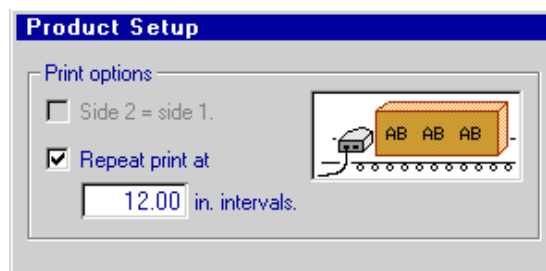 Product Setup
Print options
Side 2 = side 1.
Repeat print at
12.00 in. intervals.
AB AB AB